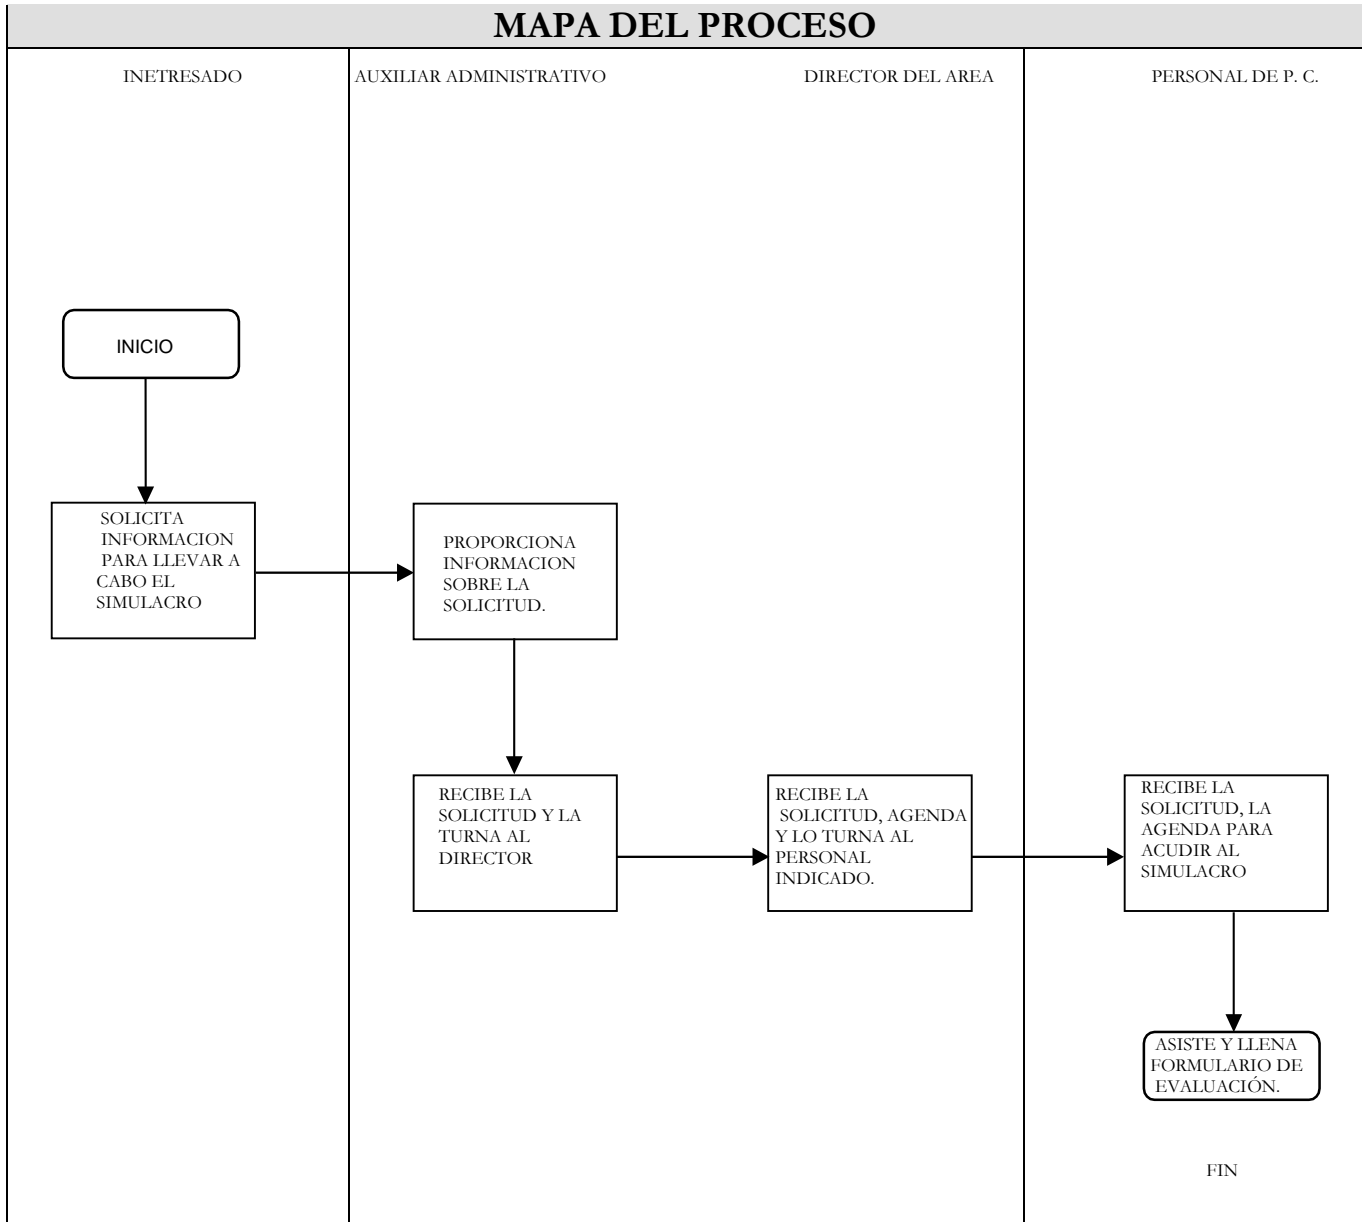 MAPA DEL PROCESO
INETRESADO
AUXILIAR ADMINISTRATIVO
DIRECTOR DEL AREA
PERSONAL DE P. C.
INICIO
SOLICITA
INFORMACION
PARA LLEVAR A
CABO EL
SIMULACRO
PROPORCIONA
INFORMACION
SOBRE LA
SOLICITUD.
RECIBE LA
SOLICITUD Y LA
TURNA AL
DIRECTOR
RECIBE LA
SOLICITUD, AGENDA
Y LO TURNA AL
PERSONAL
INDICADO.
RECIBE LA
SOLICITUD, LA
AGENDA PARA
ACUDIR AL
SIMULACRO
ASISTE Y LLENA
FORMULARIO DE
EVALUACIÓN.
FIN